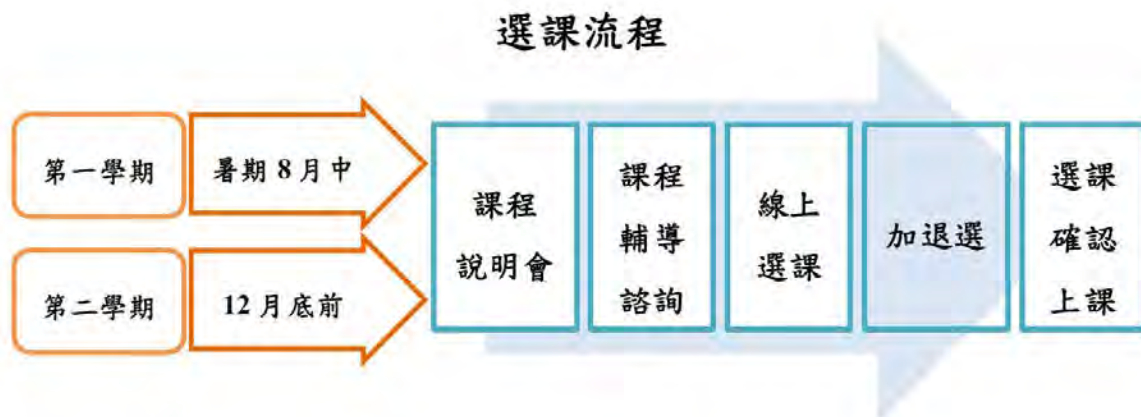 選課流程
第一學期
暑期 8 月中
第二學期
12 月底前
課程
說明會
課程
輔導
諮詢
線上
選課
加退選
選課
確認
上課